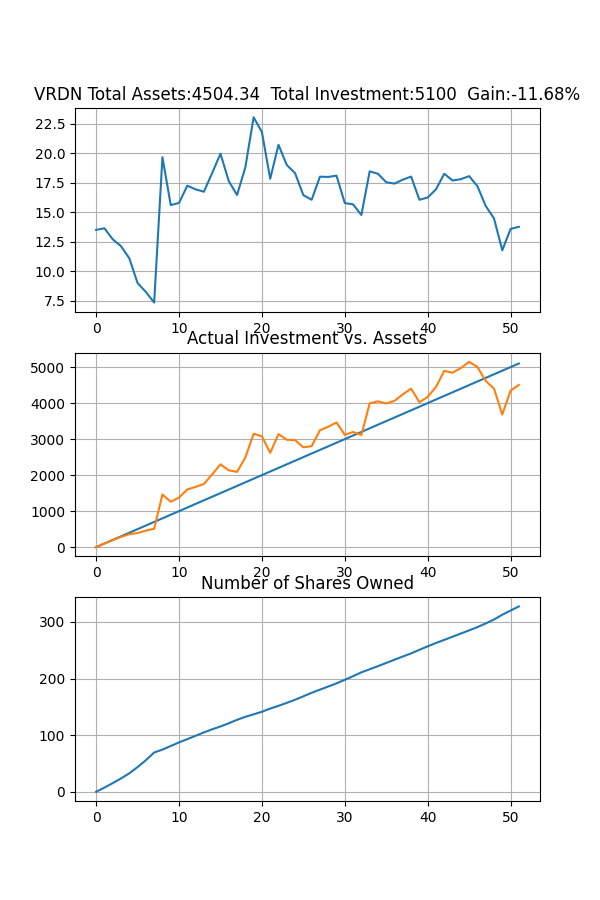 VRDN Total Assets:4504.34  Total Investment:5100  Gain:-11.68%
22.5
20.0
17.5
15.0
12.5
10.0
7.5
0 10 20 30 40 50
Actual Investment vs. Assets
5000
4000
3000
2000
1000
0
0 10 20 30 40 50
Number of Shares Owned
300
200
100
0
0 10 20 30 40 50